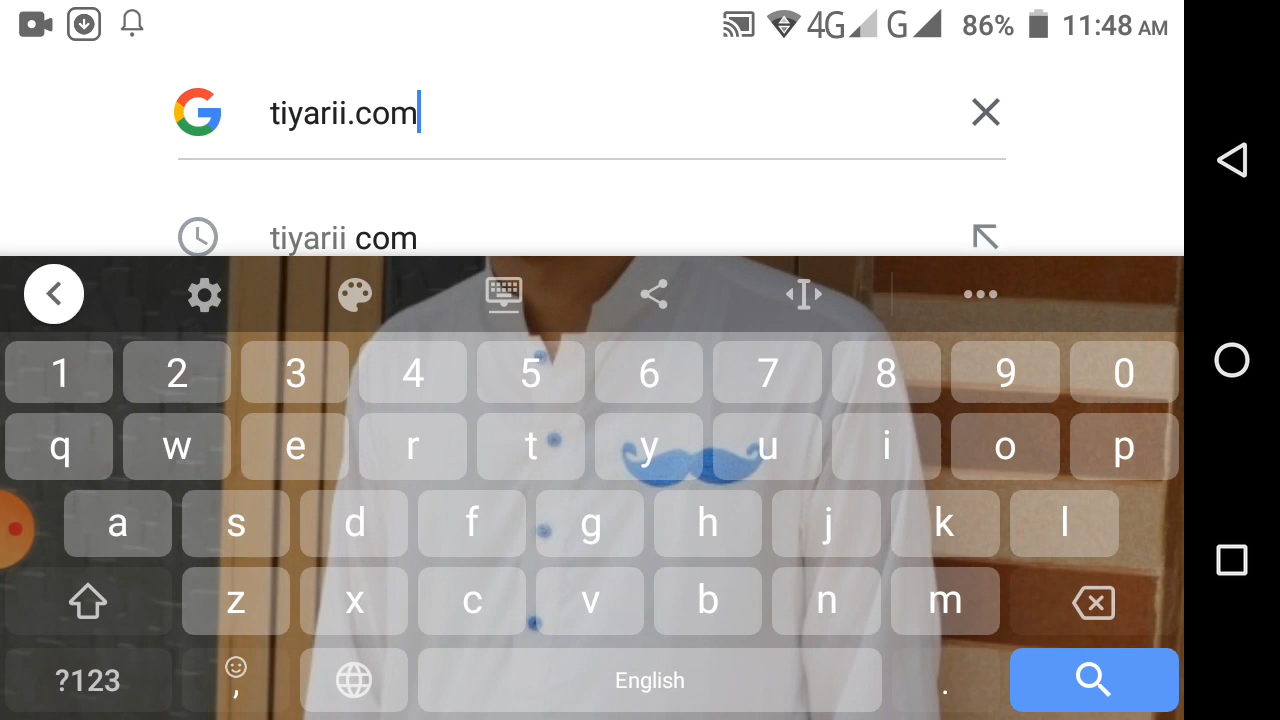 4G G 86% 11:48 AM
tiyarii.com
tiyarii com
1 2 3 4 5 6 7 8 9 0
q w e r t y u i o p
a s d f g h j k l
z x c v b n m
?123 , English .